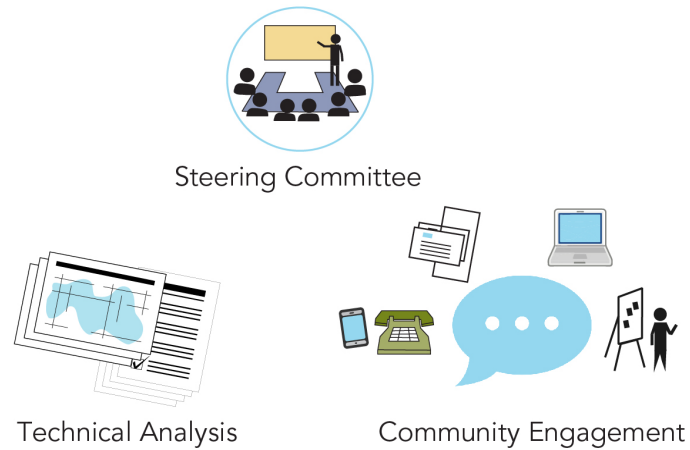 Steering Committee
Technical Analysis
Community Engagement